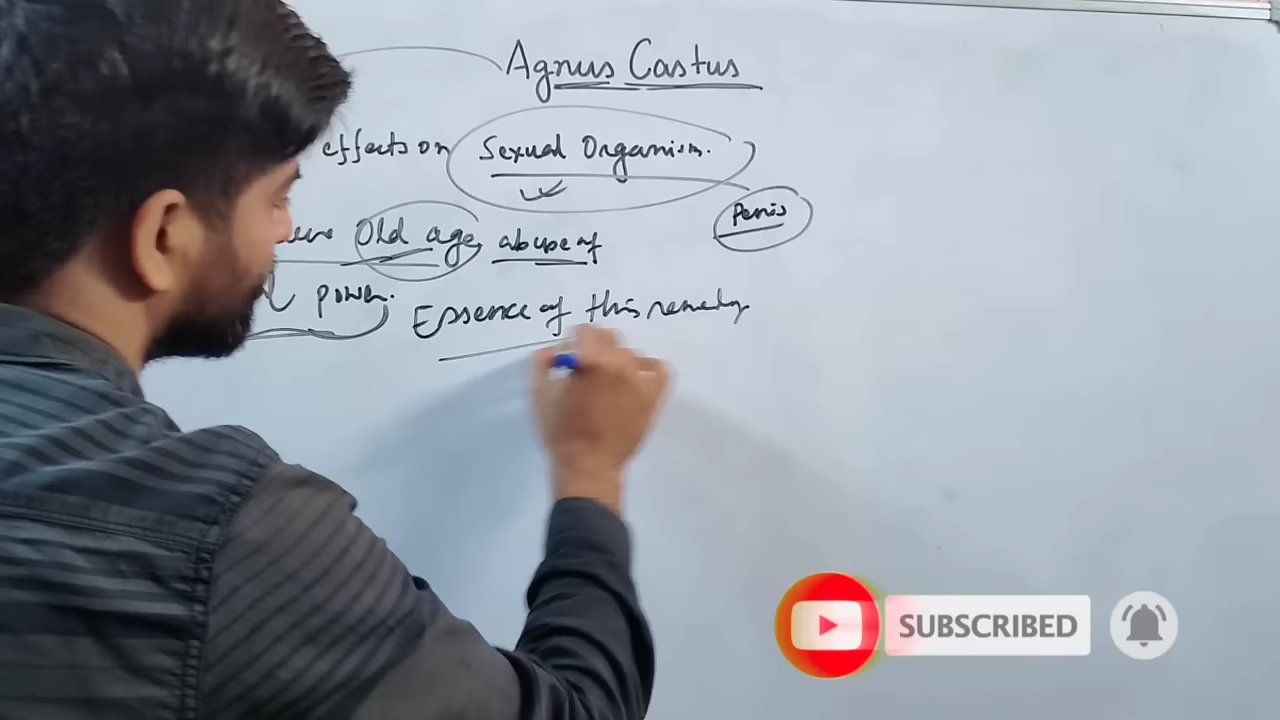 Agnus Castus
effects on Sexual Organism.
Penis
Old age, abuse of
power.
Essence of this remedy
SUBSCRIBED